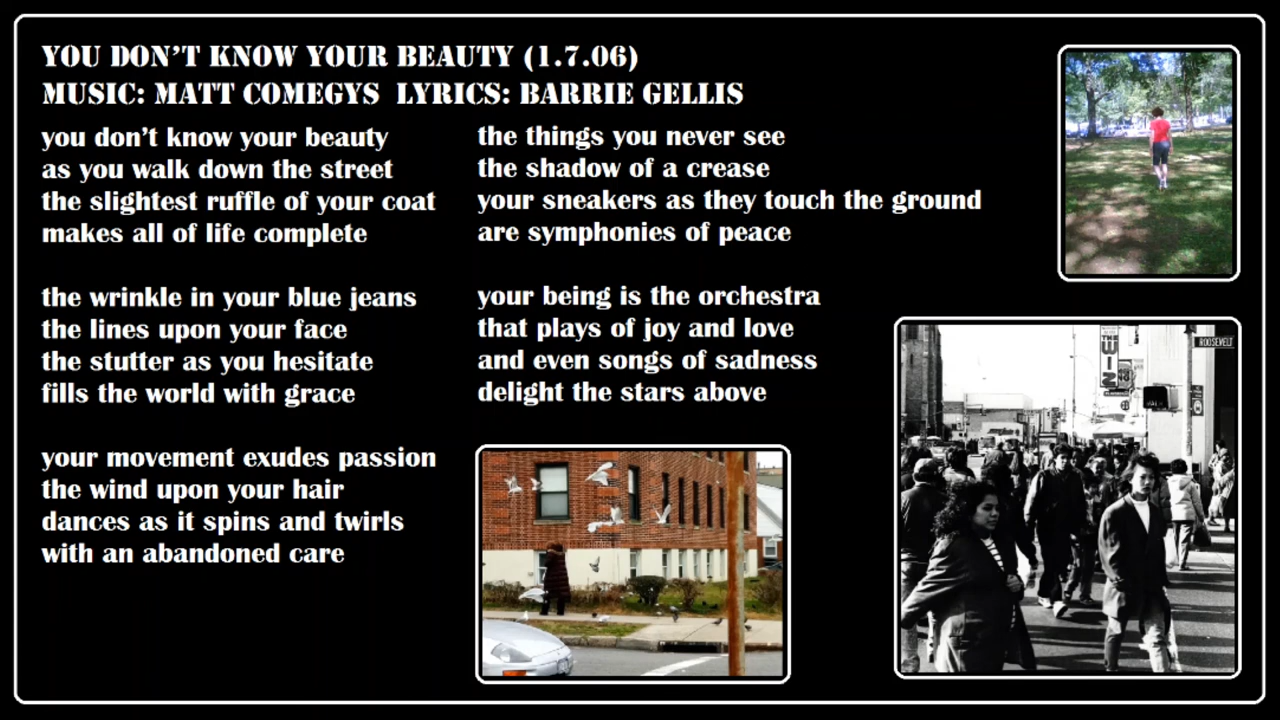 YOU DON'T KNOW YOUR BEAUTY (1.7.06)
MUSIC: MATT COMEGYS LYRICS: BARRIE GELLIS
you don't know your beauty
as you walk down the street
the slightest ruffle of your coat
makes all of life complete
the wrinkle in your blue jeans
the lines upon your face
the stutter as you hesitate
fills the world with grace
your movement exudes passion
the wind upon your hair
dances as it spins and twirls
with an abandoned care
the things you never see
the shadow of a crease
your sneakers as they touch the ground
are symphonies of peace
your being is the orchestra
that plays of joy and love
and even songs of sadness
delight the stars above
THE
WIZ
ROOSEVELT